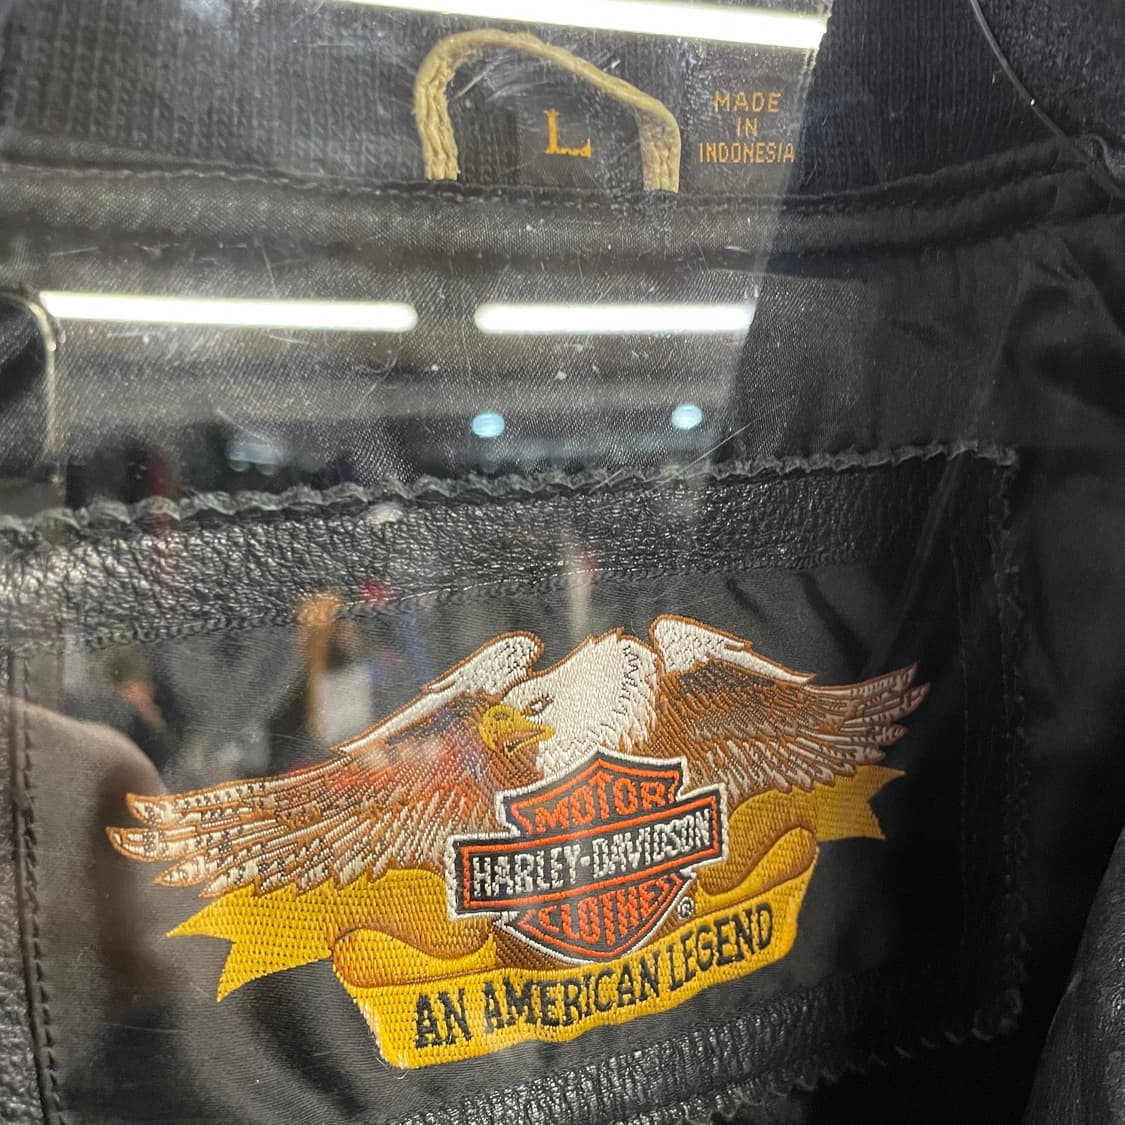 L
MADE
IN
INDONESIA
MOTOR
HARLEY-DAVIDSON
CLOTHES
®
AN AMERICAN LEGEND